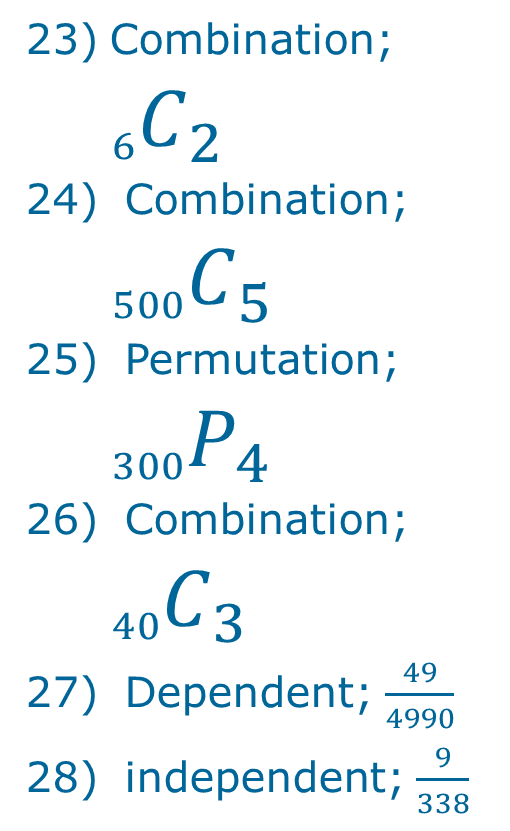 23) Combination;
₆C₂
24) Combination;
₅₀₀C₅
25) Permutation;
₃₀₀P₄
26) Combination;
₄₀C₃
27) Dependent; 49/4990
28) independent; 9/338